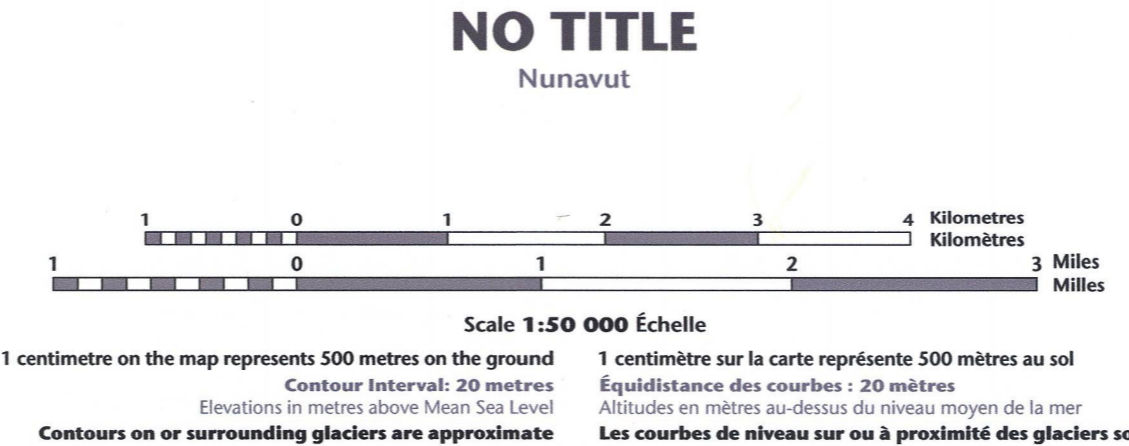 NO TITLE
Nunavut
1 0 1 2 3 4 Kilometres
Kilomètres
1 0 1 2 3 Miles
Milles
Scale 1:50 000 Échelle
1 centimetre on the map represents 500 metres on the ground
Contour Interval: 20 metres
Elevations in metres above Mean Sea Level
Contours on or surrounding glaciers are approximate
1 centimètre sur la carte représente 500 mètres au sol
Équidistance des courbes : 20 mètres
Altitudes en mètres au-dessus du niveau moyen de la mer
Les courbes de niveau sur ou à proximité des glaciers so